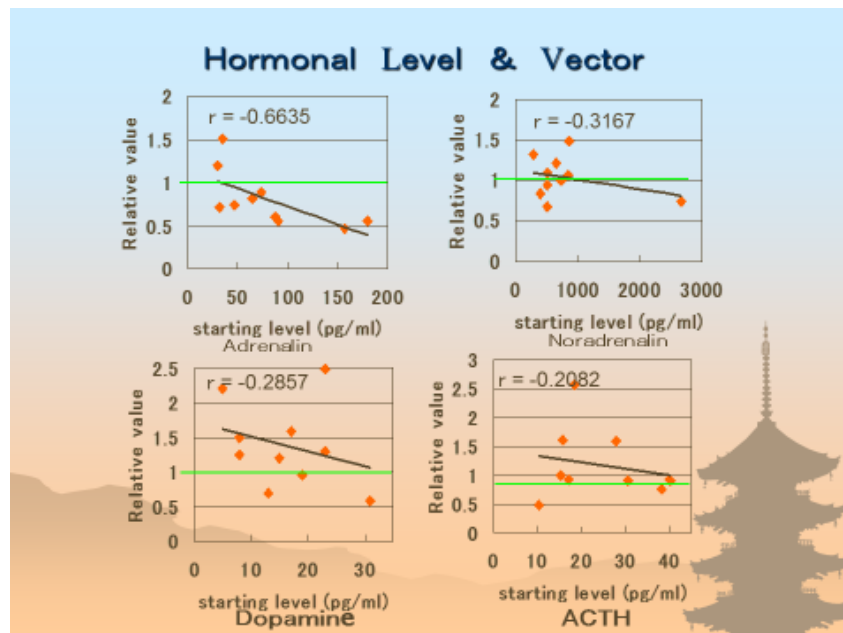 Hormonal Level & Vector
2
1.5
1
0.5
0
r = -0.6635
Relative value
0 50 100 150 200
starting level (pg/ml)
Adrenalin
2
1.5
1
0.5
0
r = -0.3167
Relative value
0 1000 2000 3000
starting level (pg/ml)
Noradrenalin
2.5
2
1.5
1
0.5
0
r = -0.2857
Relative value
0 10 20 30
starting level (pg/ml)
Dopamine
3
2.5
2
1.5
1
0.5
0
r = -0.2082
Relative value
0 10 20 30 40
starting level (pg/ml)
ACTH